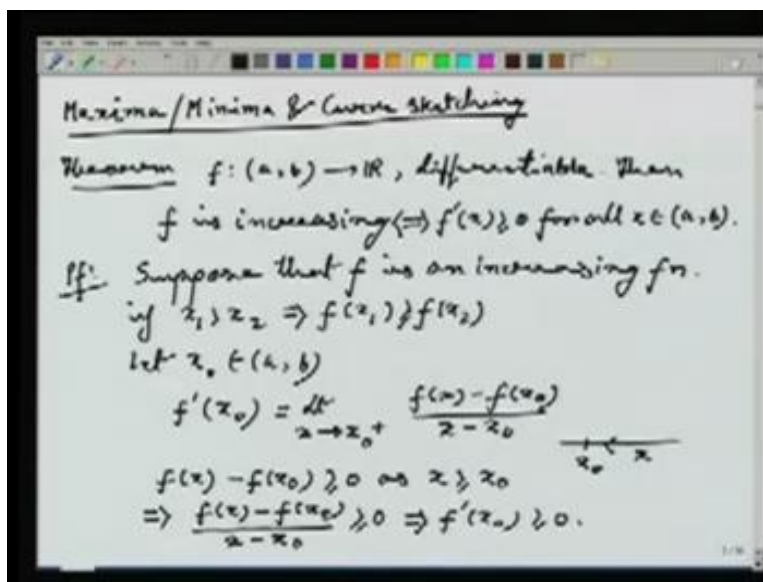 Maxima/Minima & Curve sketching
Theorem f: (a, b) → ℝ, differentiable. Then
f is increasing ⟺ f'(x) ≥ 0 for all x ∈ (a, b).
Pf: Suppose that f is an increasing fn.
if x₁ > x₂ ⇒ f(x₁) ≥ f(x₂)
let x₀ ∈ (a, b)
f'(x₀) = lt x → x₀⁺ (f(x) - f(x₀))/(x - x₀)
x₀ x
f(x) - f(x₀) ≥ 0 as x ≥ x₀
⇒ (f(x) - f(x₀))/(x - x₀) ≥ 0 ⇒ f'(x₀) ≥ 0.